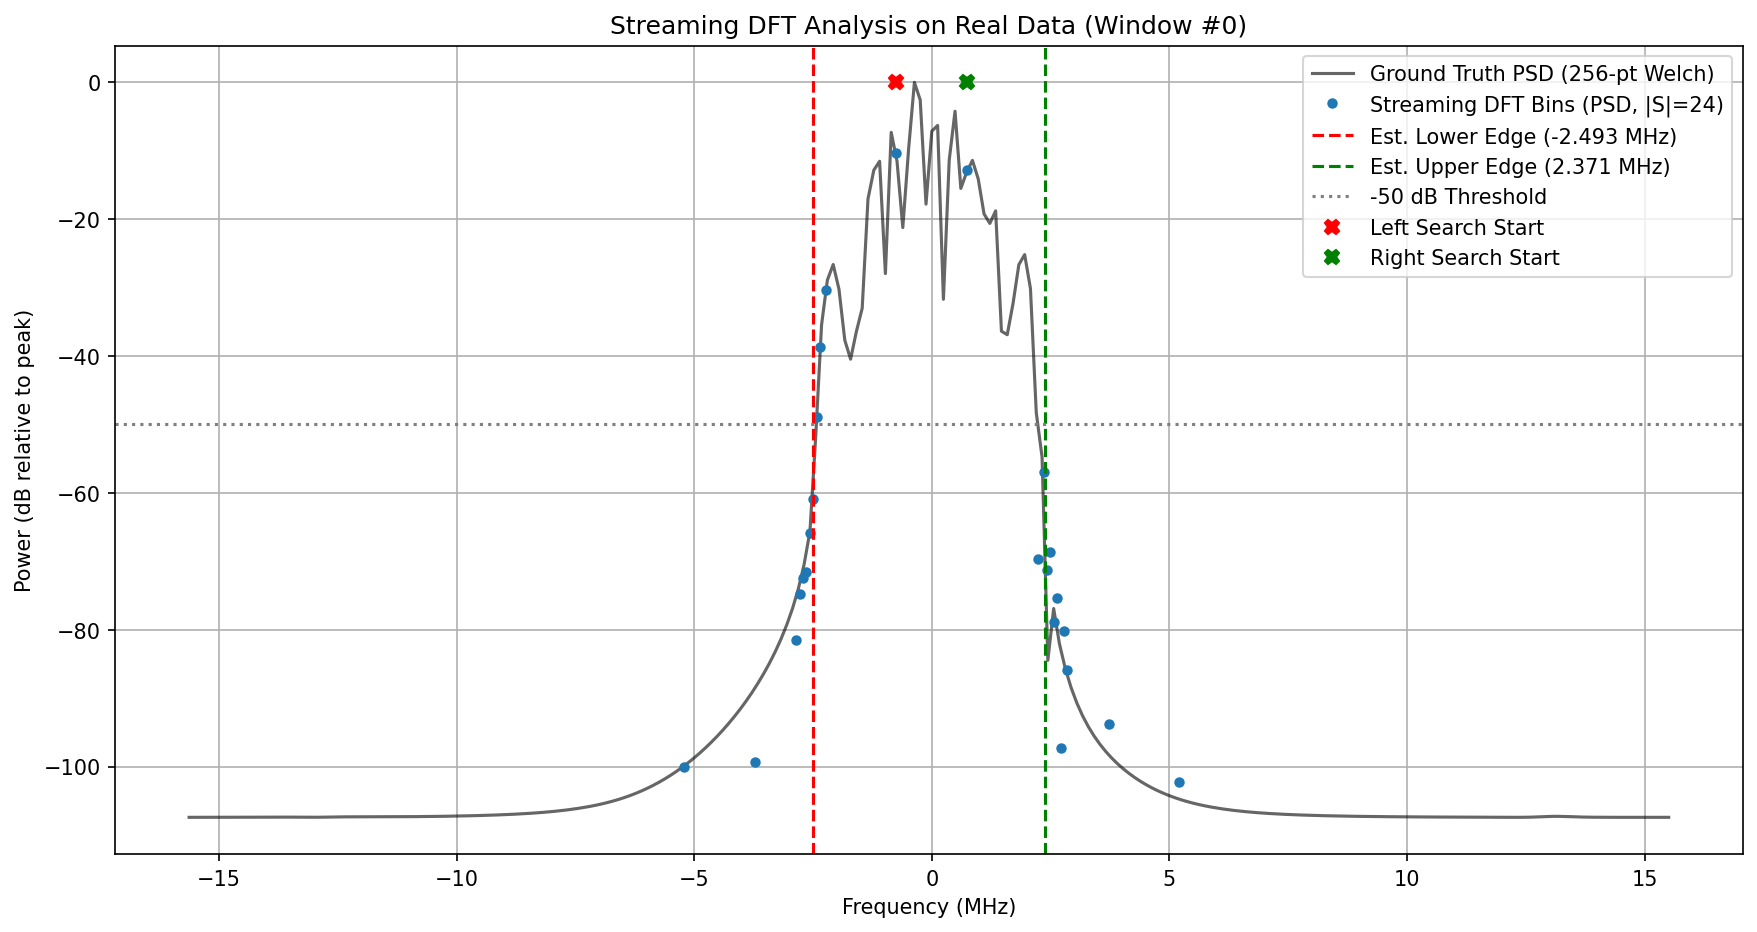 Streaming DFT Analysis on Real Data (Window #0)
Ground Truth PSD (256-pt Welch)
Streaming DFT Bins (PSD, |S|=24)
Est. Lower Edge (-2.493 MHz)
Est. Upper Edge (2.371 MHz)
-50 dB Threshold
Left Search Start
Right Search Start
Power (dB relative to peak)
0
−20
−40
−60
−80
−100
−15
−10
−5
0
5
10
15
Frequency (MHz)